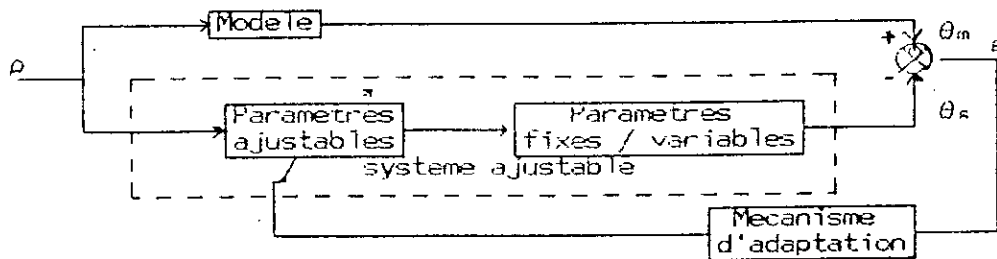 Modele
ρ
+
θm
ε
-
θs
Parametres
ajustables
Parametres
fixes / variables
systeme ajustable
Mecanisme
d'adaptation